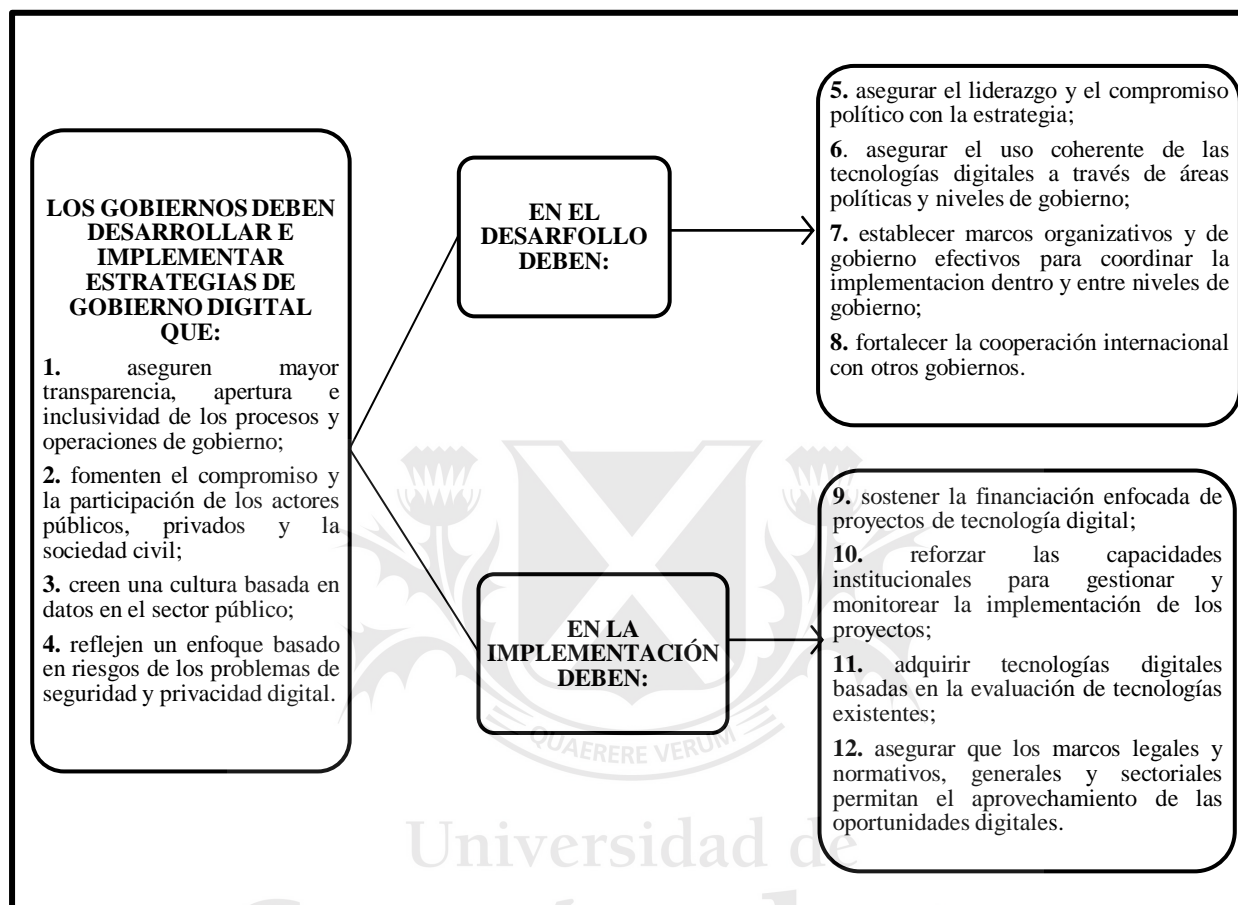 LOS GOBIERNOS DEBEN
DESARROLLAR E
IMPLEMENTAR
ESTRATEGIAS DE
GOBIERNO DIGITAL
QUE:
1. aseguren mayor
transparencia, apertura e
inclusividad de los procesos y
operaciones de gobierno;
2. fomenten el compromiso y
la participación de los actores
públicos, privados y la
sociedad civil;
3. creen una cultura basada en
datos en el sector público;
4. reflejen un enfoque basado
en riesgos de los problemas de
seguridad y privacidad digital.
EN EL
DESARFOLLO
DEBEN:
5. asegurar el liderazgo y el compromiso
político con la estrategia;
6. asegurar el uso coherente de las
tecnologías digitales a través de áreas
políticas y niveles de gobierno;
7. establecer marcos organizativos y de
gobierno efectivos para coordinar la
implementacion dentro y entre niveles de
gobierno;
8. fortalecer la cooperación internacional
con otros gobiernos.
EN LA
IMPLEMENTACIÓN
DEBEN:
9. sostener la financiación enfocada de
proyectos de tecnología digital;
10. reforzar las capacidades
institucionales para gestionar y
monitorear la implementación de los
proyectos;
11. adquirir tecnologías digitales
basadas en la evaluación de tecnologías
existentes;
12. asegurar que los marcos legales y
normativos, generales y sectoriales
permitan el aprovechamiento de las
oportunidades digitales.
QUAERERE VERUM
Universidad de